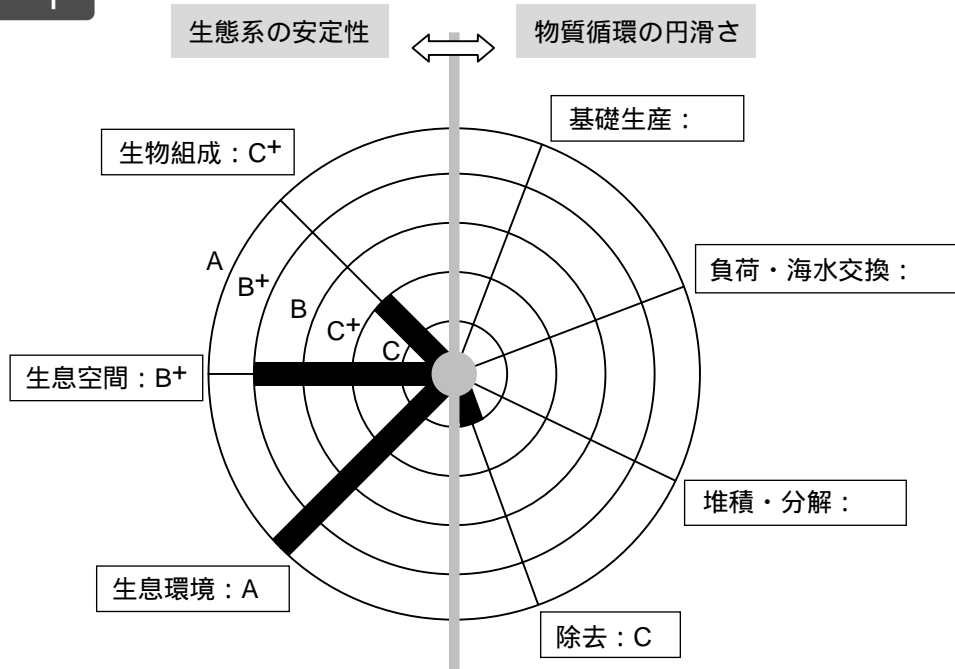 生態系の安定性
物質循環の円滑さ
基礎生産：
生物組成：C+
A
B+
B
C+
C
負荷・海水交換：
生息空間：B+
堆積・分解：
生息環境：A
除去：C